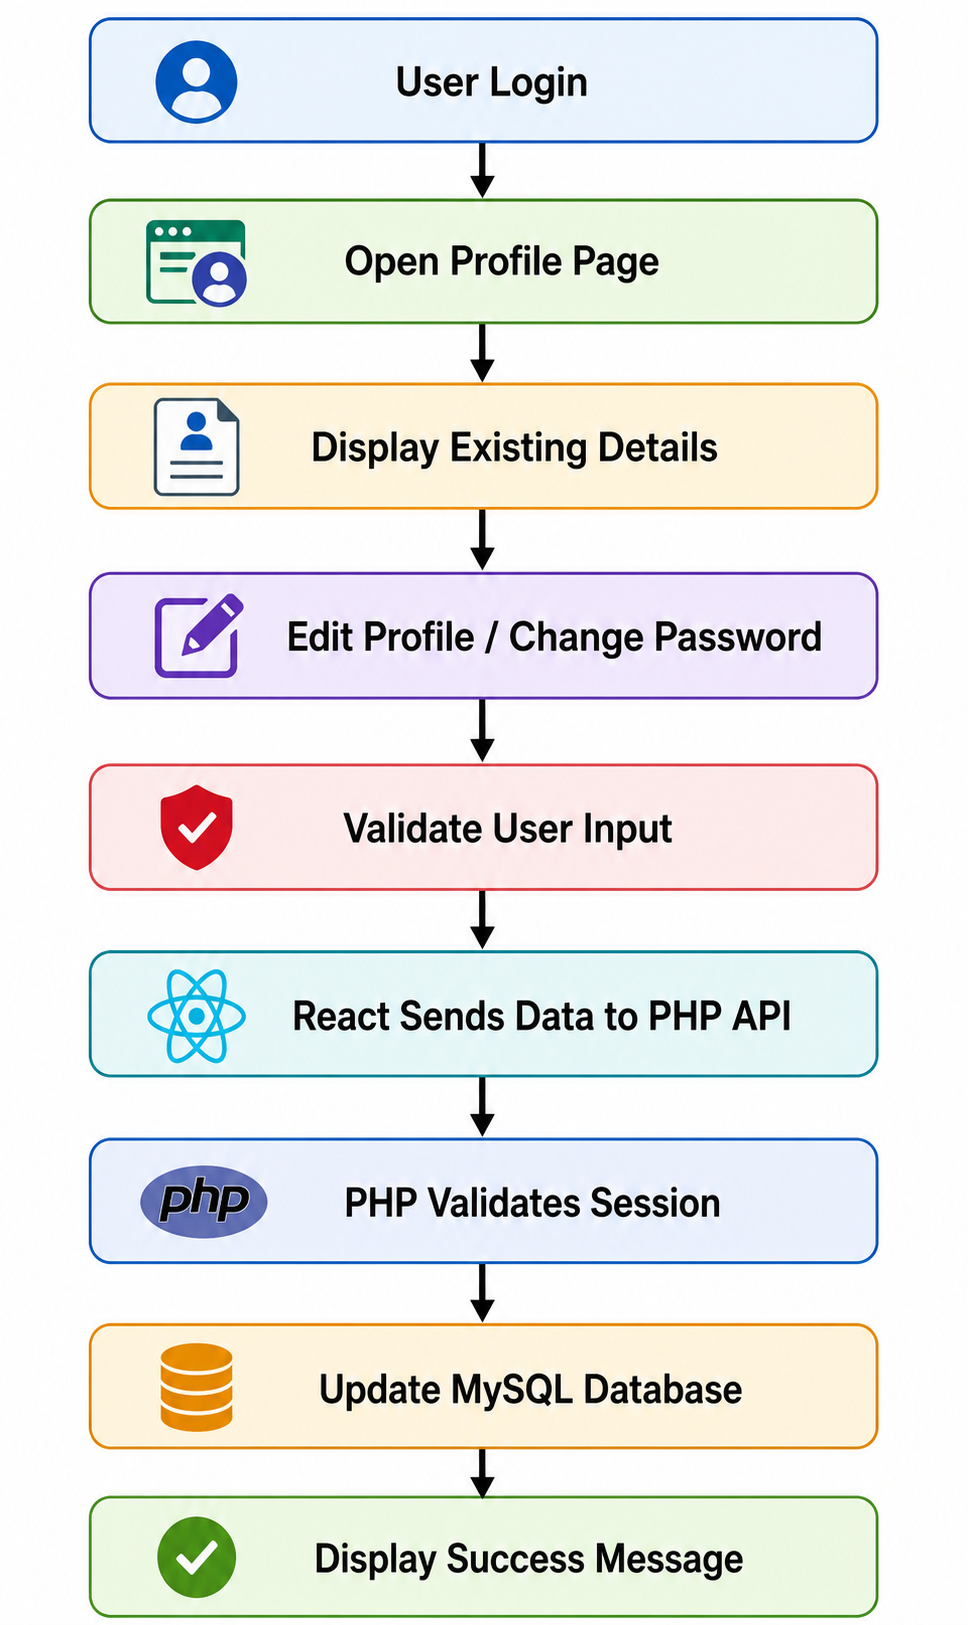 User Login
Open Profile Page
Display Existing Details
Edit Profile / Change Password
Validate User Input
React Sends Data to PHP API
php
PHP Validates Session
Update MySQL Database
Display Success Message